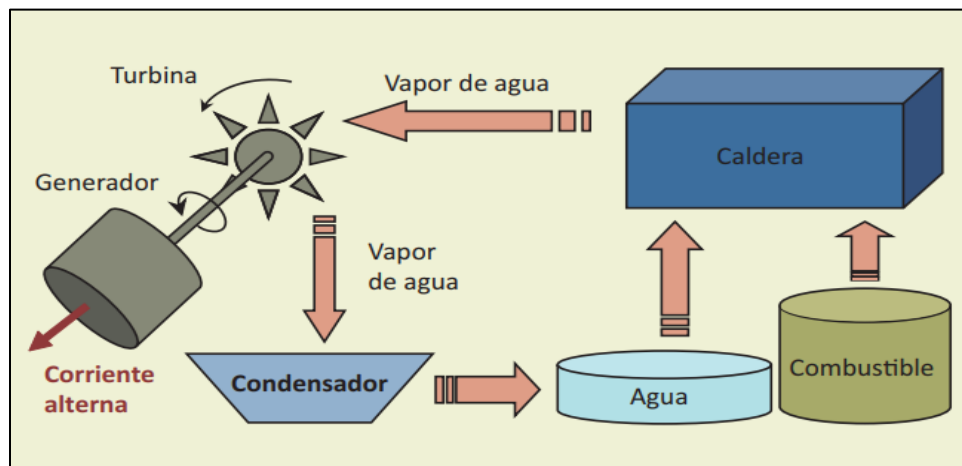 Turbina
Vapor de agua
Caldera
Generador
Vapor
de agua
Condensador
Agua
Combustible
Corriente
alterna